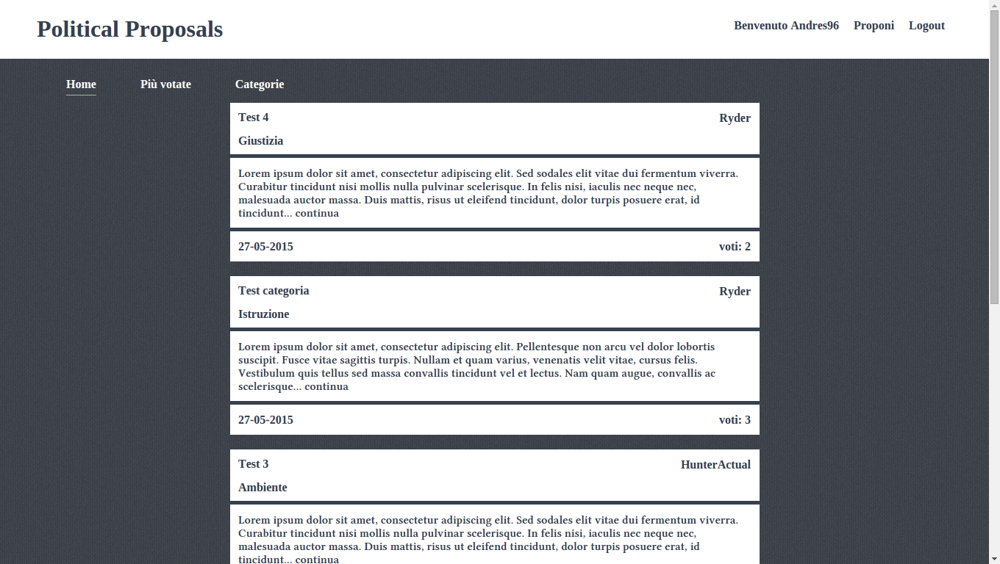 Political Proposals
Benvenuto Andres96 Proponi Logout
Home Più votate Categorie
Test 4 Ryder
Giustizia
Lorem ipsum dolor sit amet, consectetur adipiscing elit. Sed sodales elit vitae dui fermentum viverra.
Curabitur tincidunt nisi mollis nulla pulvinar scelerisque. In felis nisi, iaculis nec neque nec,
malesuada auctor massa. Duis mattis, risus ut eleifend tincidunt, dolor turpis posuere erat, id
tincidunt... continua
27-05-2015 voti: 2
Test categoria Ryder
Istruzione
Lorem ipsum dolor sit amet, consectetur adipiscing elit. Pellentesque non arcu vel dolor lobortis
suscipit. Fusce vitae sagittis turpis. Nullam et quam varius, venenatis velit vitae, cursus felis.
Vestibulum quis tellus sed massa convallis tincidunt vel et lectus. Nam quam augue, convallis ac
scelerisque... continua
27-05-2015 voti: 3
Test 3 HunterActual
Ambiente
Lorem ipsum dolor sit amet, consectetur adipiscing elit. Sed sodales elit vitae dui fermentum viverra.
Curabitur tincidunt nisi mollis nulla pulvinar scelerisque. In felis nisi, iaculis nec neque nec,
malesuada auctor massa. Duis mattis, risus ut eleifend tincidunt, dolor turpis posuere erat, id
tincidunt... continua